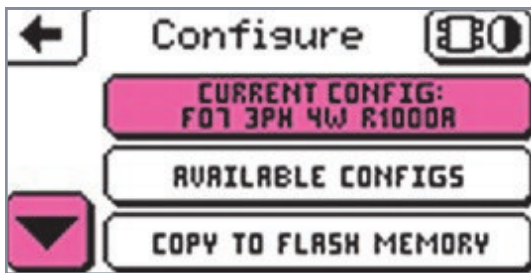 Configure
CURRENT CONFIG:
F07 3PH 4W R1000A
AVAILABLE CONFIGS
COPY TO FLASH MEMORY